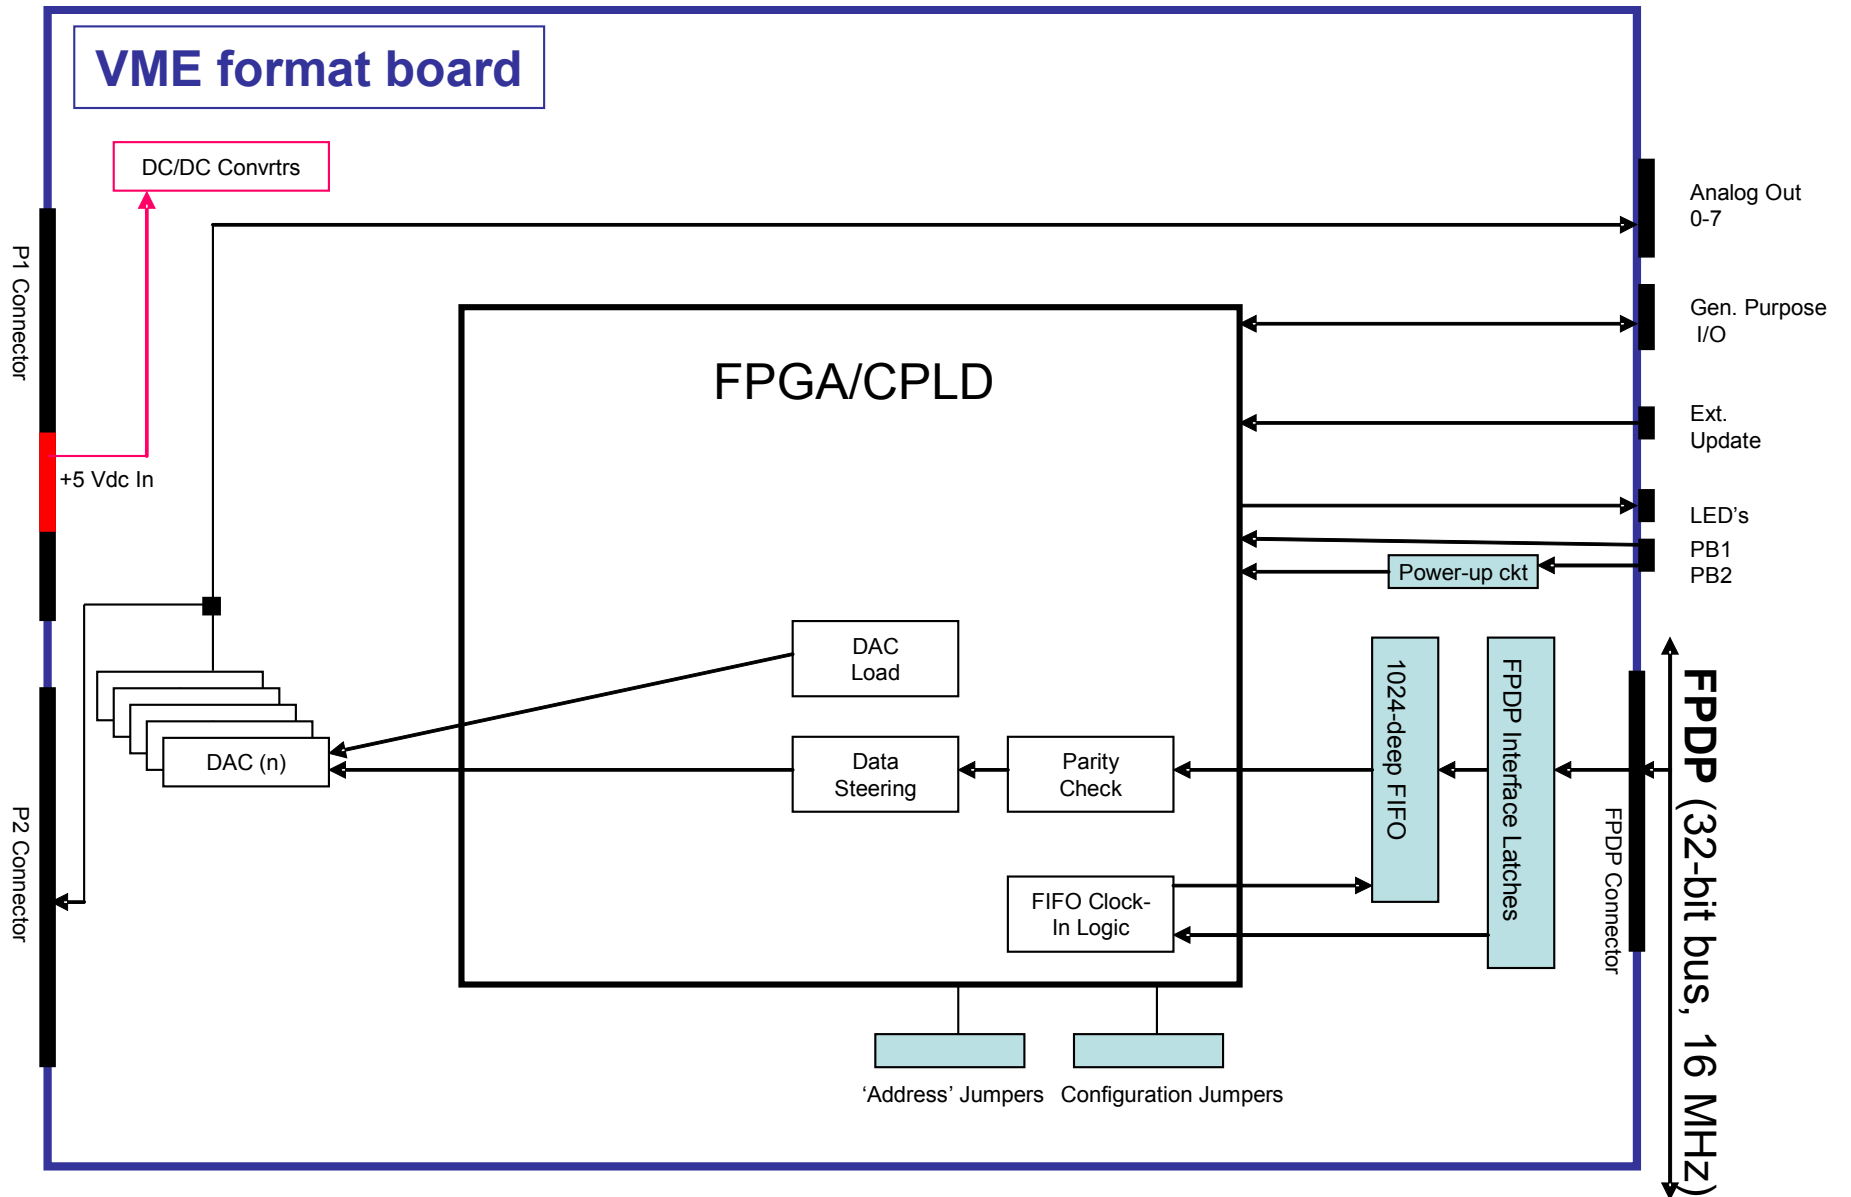 VME format board
DC/DC Convrtrs
Analog Out
0-7
P1 Connector
Gen. Purpose
I/O
FPGA/CPLD
Ext.
Update
+5 Vdc In
LED's
PB1
PB2
Power-up ckt
DAC
Load
1024-deep FIFO
FPDP Interface Latches
FPDP (32-bit bus, 16 MHz)
DAC (n)
Data
Steering
Parity
Check
P2 Connector
FPDP Connector
FIFO Clock-
In Logic
‘Address’ Jumpers
Configuration Jumpers